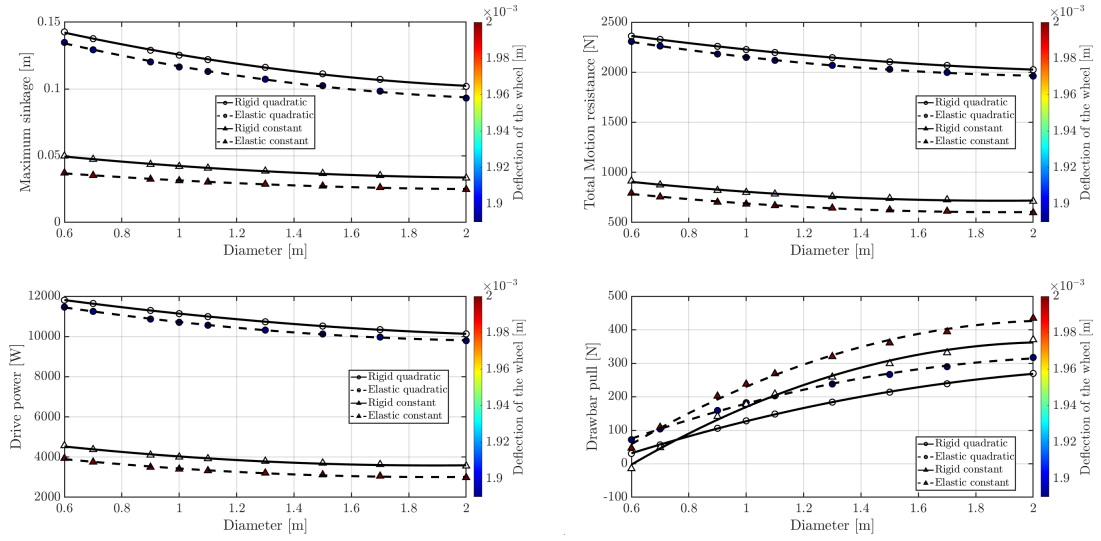 Maximum sinkage [m]
0.15
0.1
0.05
0
0.6 0.8 1 1.2 1.4 1.6 1.8 2
Diameter [m]
Rigid quadratic
Elastic quadratic
Rigid constant
Elastic constant
×10⁻³
2
1.98
1.96
1.94
1.92
1.9
Deflection of the wheel [m]
Total Motion resistance [N]
2500
2000
1500
1000
500
0.6 0.8 1 1.2 1.4 1.6 1.8 2
Diameter [m]
Rigid quadratic
Elastic quadratic
Rigid constant
Elastic constant
×10⁻³
2
1.98
1.96
1.94
1.92
1.9
Deflection of the wheel [m]
Drive power [W]
12000
10000
8000
6000
4000
2000
0.6 0.8 1 1.2 1.4 1.6 1.8 2
Diameter [m]
Rigid quadratic
Elastic quadratic
Rigid constant
Elastic constant
×10⁻³
2
1.98
1.96
1.94
1.92
1.9
Deflection of the wheel [m]
Drawbar pull [N]
500
400
300
200
100
0
-100
0.6 0.8 1 1.2 1.4 1.6 1.8 2
Diameter [m]
Rigid quadratic
Elastic quadratic
Rigid constant
Elastic constant
×10⁻³
2
1.98
1.96
1.94
1.92
1.9
Deflection of the wheel [m]